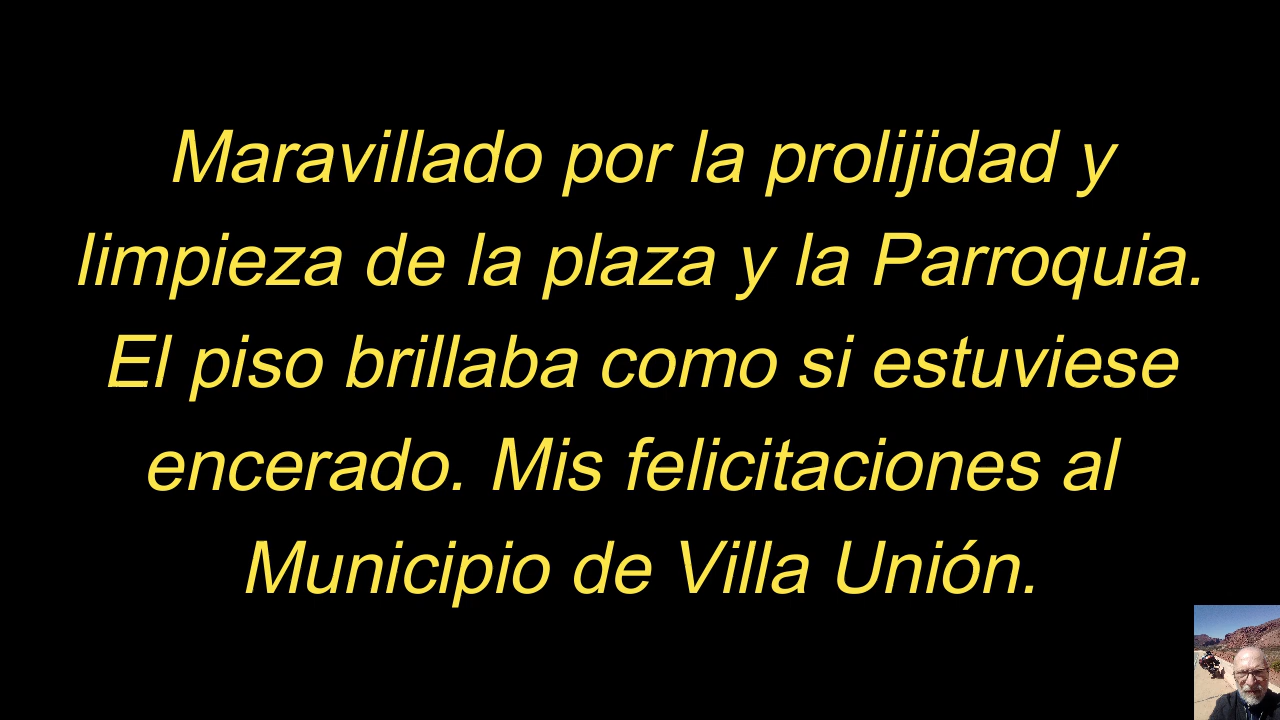 Maravillado por la prolijidad y
limpieza de la plaza y la Parroquia.
El piso brillaba como si estuviese
encerado. Mis felicitaciones al
Municipio de Villa Unión.